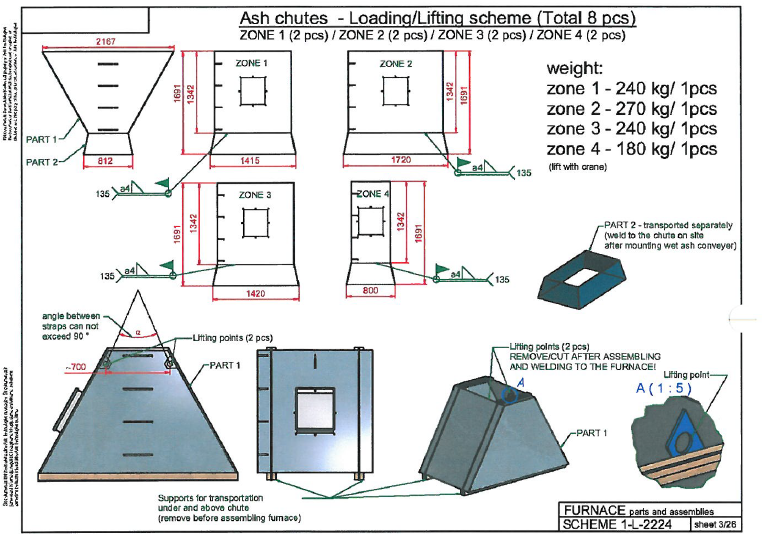 Ash chutes - Loading/Lifting scheme (Total 8 pcs)
ZONE 1 (2 pcs) / ZONE 2 (2 pcs) / ZONE 3 (2 pcs) / ZONE 4 (2 pcs)
2167
PART 1
PART 2
812
1691
1342
ZONE 1
1415
ZONE 2
1342
1691
1720
135
a4
a4
135
weight:
zone 1 - 240 kg/ 1pcs
zone 2 - 270 kg/ 1pcs
zone 3 - 240 kg/ 1pcs
zone 4 - 180 kg/ 1pcs
(lift with crane)
1691
1342
ZONE 3
1420
ZONE 4
1342
1691
800
135
a4
a4
135
PART 2 - transported separately
(weld to the chute on site
after mounting wet ash conveyer)
angle between
straps can not
exceed 90 °
α
Lifting points (2 pcs)
~700
PART 1
Lifting points (2 pcs)
REMOVE/CUT AFTER ASSEMBLING
AND WELDING TO THE FURNACE!
A
PART 1
Lifting point
A ( 1 : 5 )
Supports for transportation
under and above chute
(remove before assembling furnace)
FURNACE parts and assemblies
SCHEME 1-L-2224
sheet 3/26